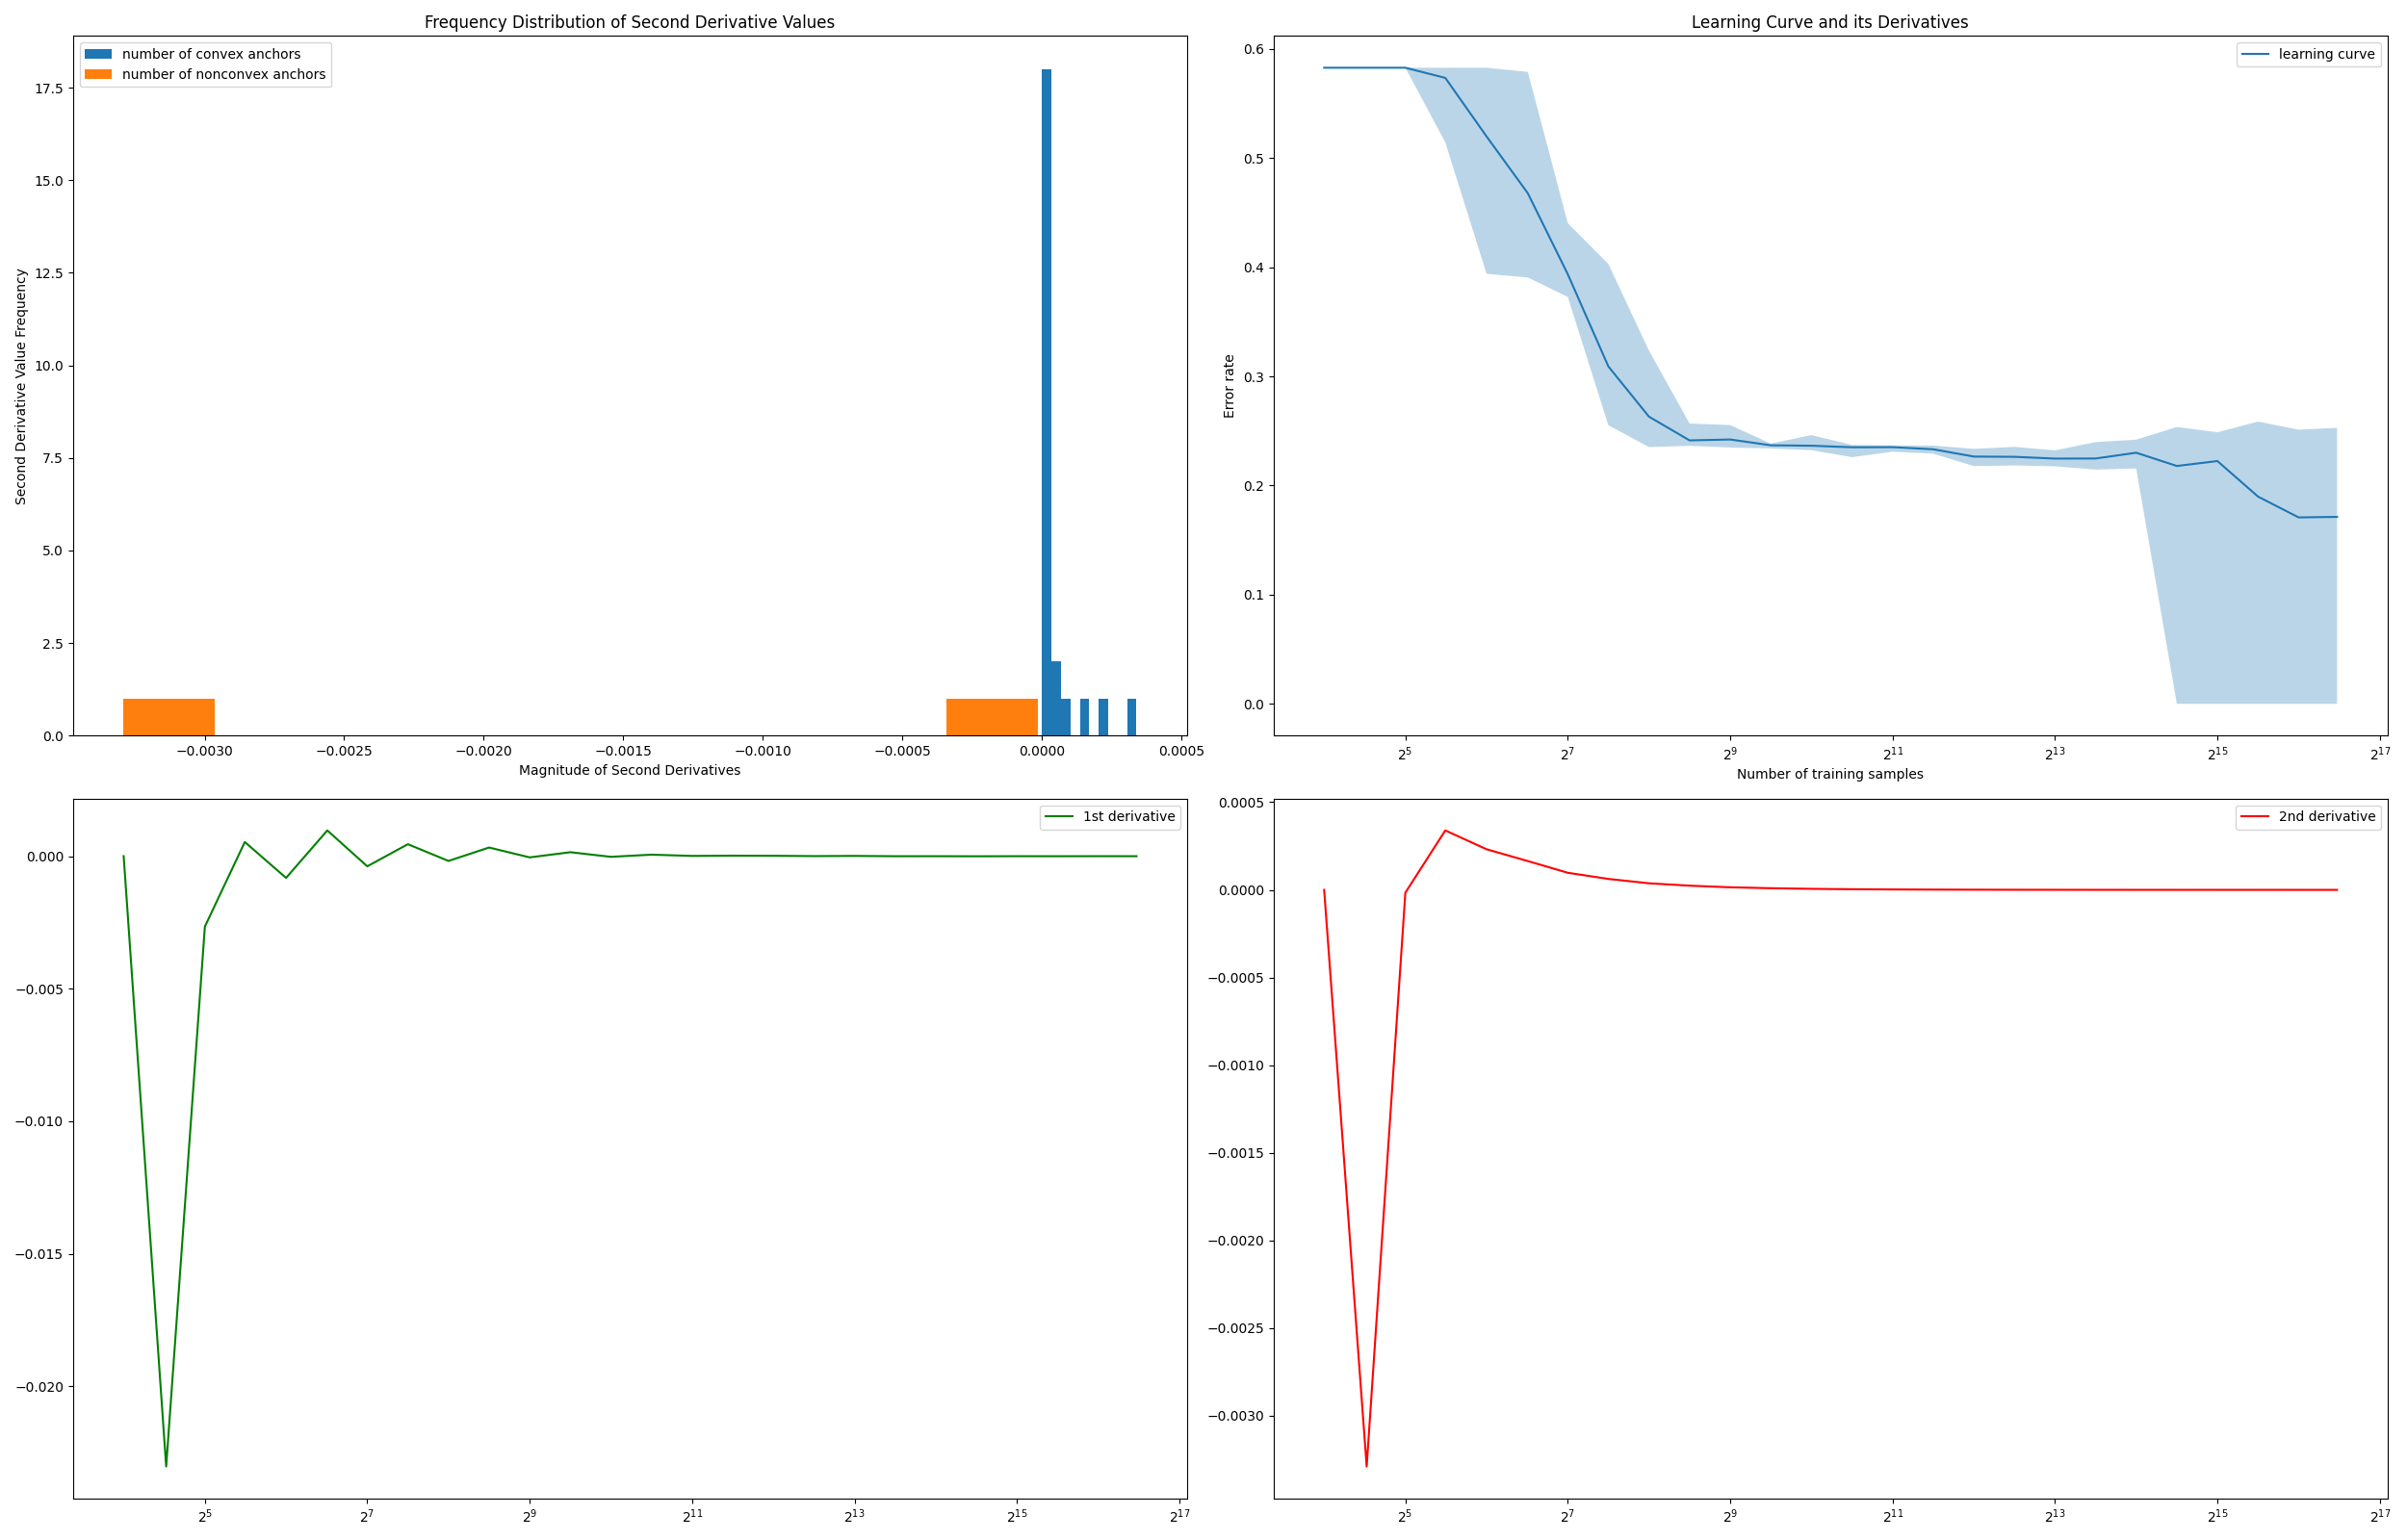 Frequency Distribution of Second Derivative Values
number of convex anchors
number of nonconvex anchors
17.5
15.0
12.5
10.0
7.5
5.0
2.5
0.0
Second Derivative Value Frequency
−0.0030 −0.0025 −0.0020 −0.0015 −0.0010 −0.0005 0.0000 0.0005
Magnitude of Second Derivatives
Learning Curve and its Derivatives
learning curve
0.6
0.5
0.4
0.3
0.2
0.1
0.0
Error rate
2^5 2^7 2^9 2^11 2^13 2^15 2^17
Number of training samples
1st derivative
0.000
−0.005
−0.010
−0.015
−0.020
2^5 2^7 2^9 2^11 2^13 2^15 2^17
2nd derivative
0.0005
0.0000
−0.0005
−0.0010
−0.0015
−0.0020
−0.0025
−0.0030
2^5 2^7 2^9 2^11 2^13 2^15 2^17